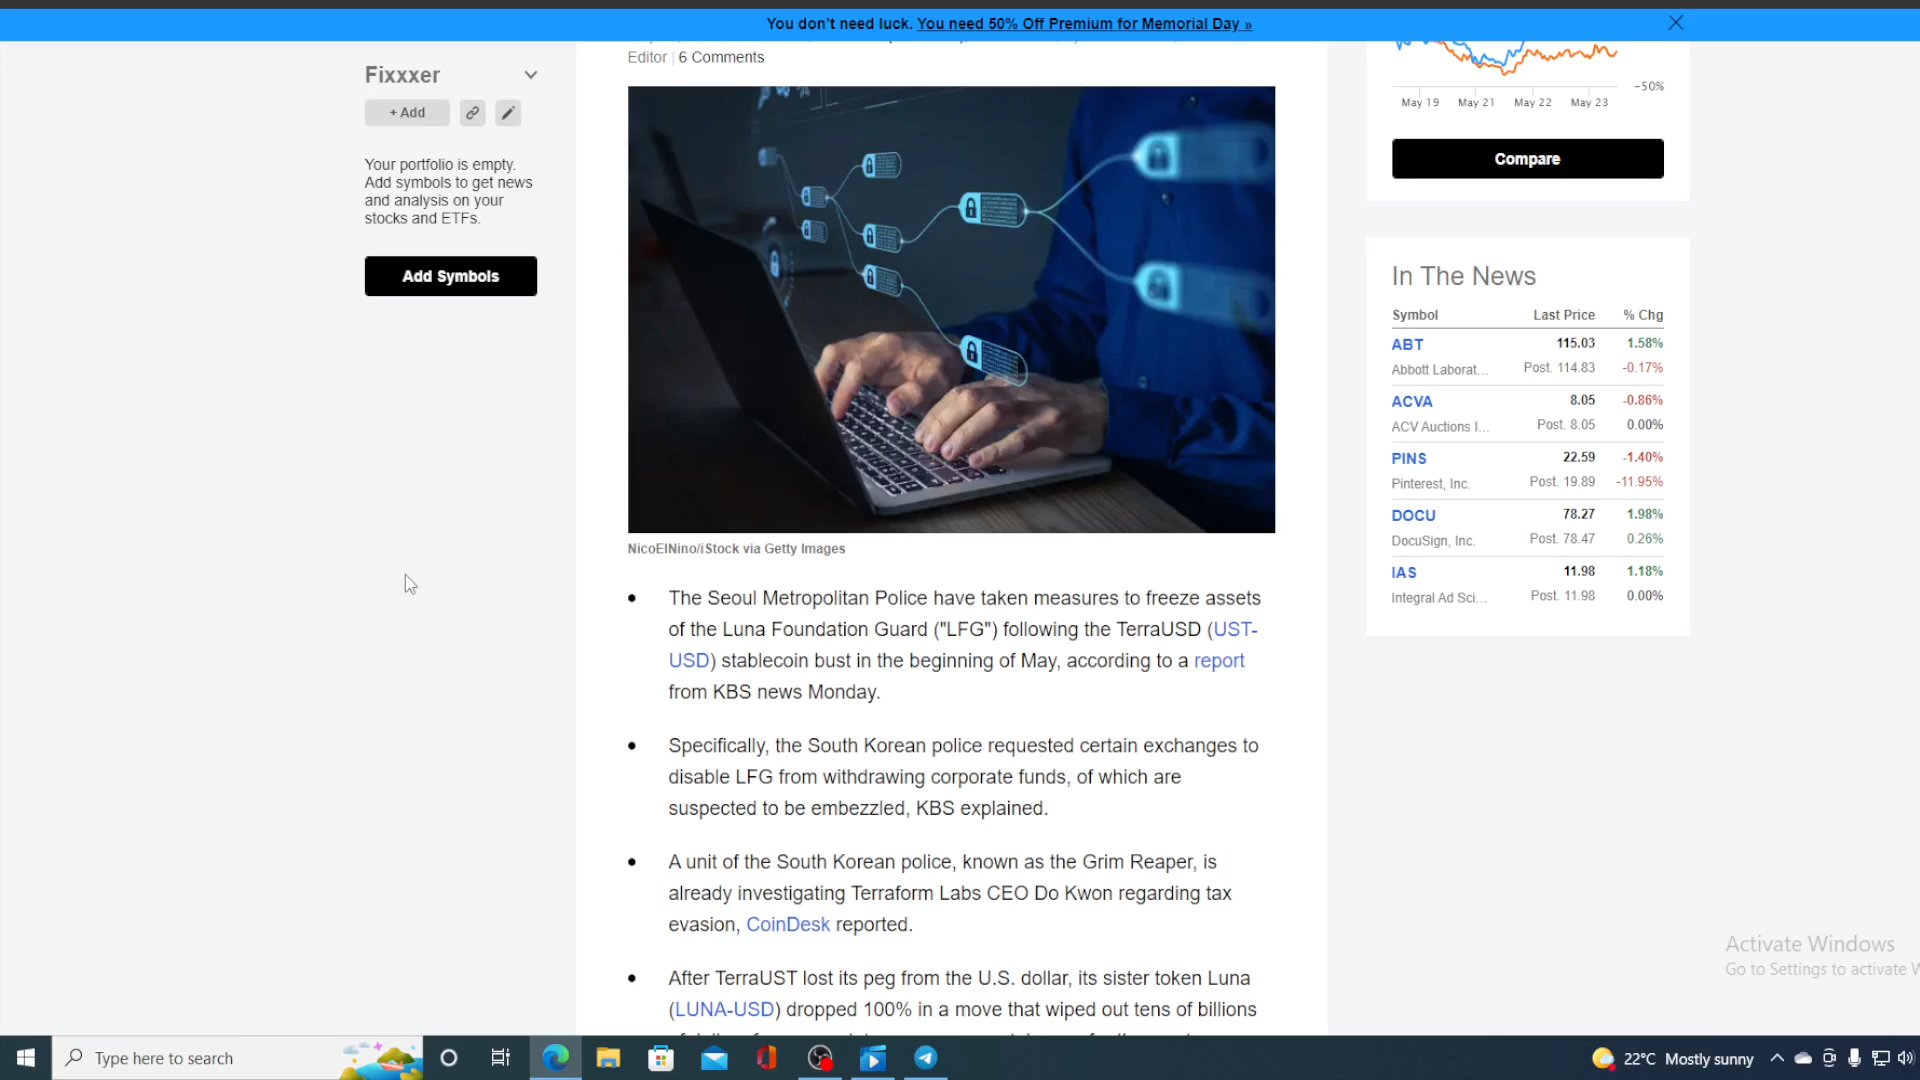 You don't need luck. You need 50% Off Premium for Memorial Day »
Editor | 6 Comments
Fixxxer
+ Add
Your portfolio is empty.
Add symbols to get news
and analysis on your
stocks and ETFs.
Add Symbols
NicoElNino/iStock via Getty Images
• The Seoul Metropolitan Police have taken measures to freeze assets
of the Luna Foundation Guard ("LFG") following the TerraUSD (UST-
USD) stablecoin bust in the beginning of May, according to a report
from KBS news Monday.
• Specifically, the South Korean police requested certain exchanges to
disable LFG from withdrawing corporate funds, of which are
suspected to be embezzled, KBS explained.
• A unit of the South Korean police, known as the Grim Reaper, is
already investigating Terraform Labs CEO Do Kwon regarding tax
evasion, CoinDesk reported.
• After TerraUST lost its peg from the U.S. dollar, its sister token Luna
(LUNA-USD) dropped 100% in a move that wiped out tens of billions
-50%
May 19 May 21 May 22 May 23
Compare
In The News
Symbol Last Price % Chg
ABT 115.03 1.58%
Abbott Laborat... Post. 114.83 -0.17%
ACVA 8.05 -0.86%
ACV Auctions I... Post. 8.05 0.00%
PINS 22.59 -1.40%
Pinterest, Inc. Post. 19.89 -11.95%
DOCU 78.27 1.98%
DocuSign, Inc. Post. 78.47 0.26%
IAS 11.98 1.18%
Integral Ad Sci... Post. 11.98 0.00%
Activate Windows
Go to Settings to activate W
Type here to search
22°C Mostly sunny